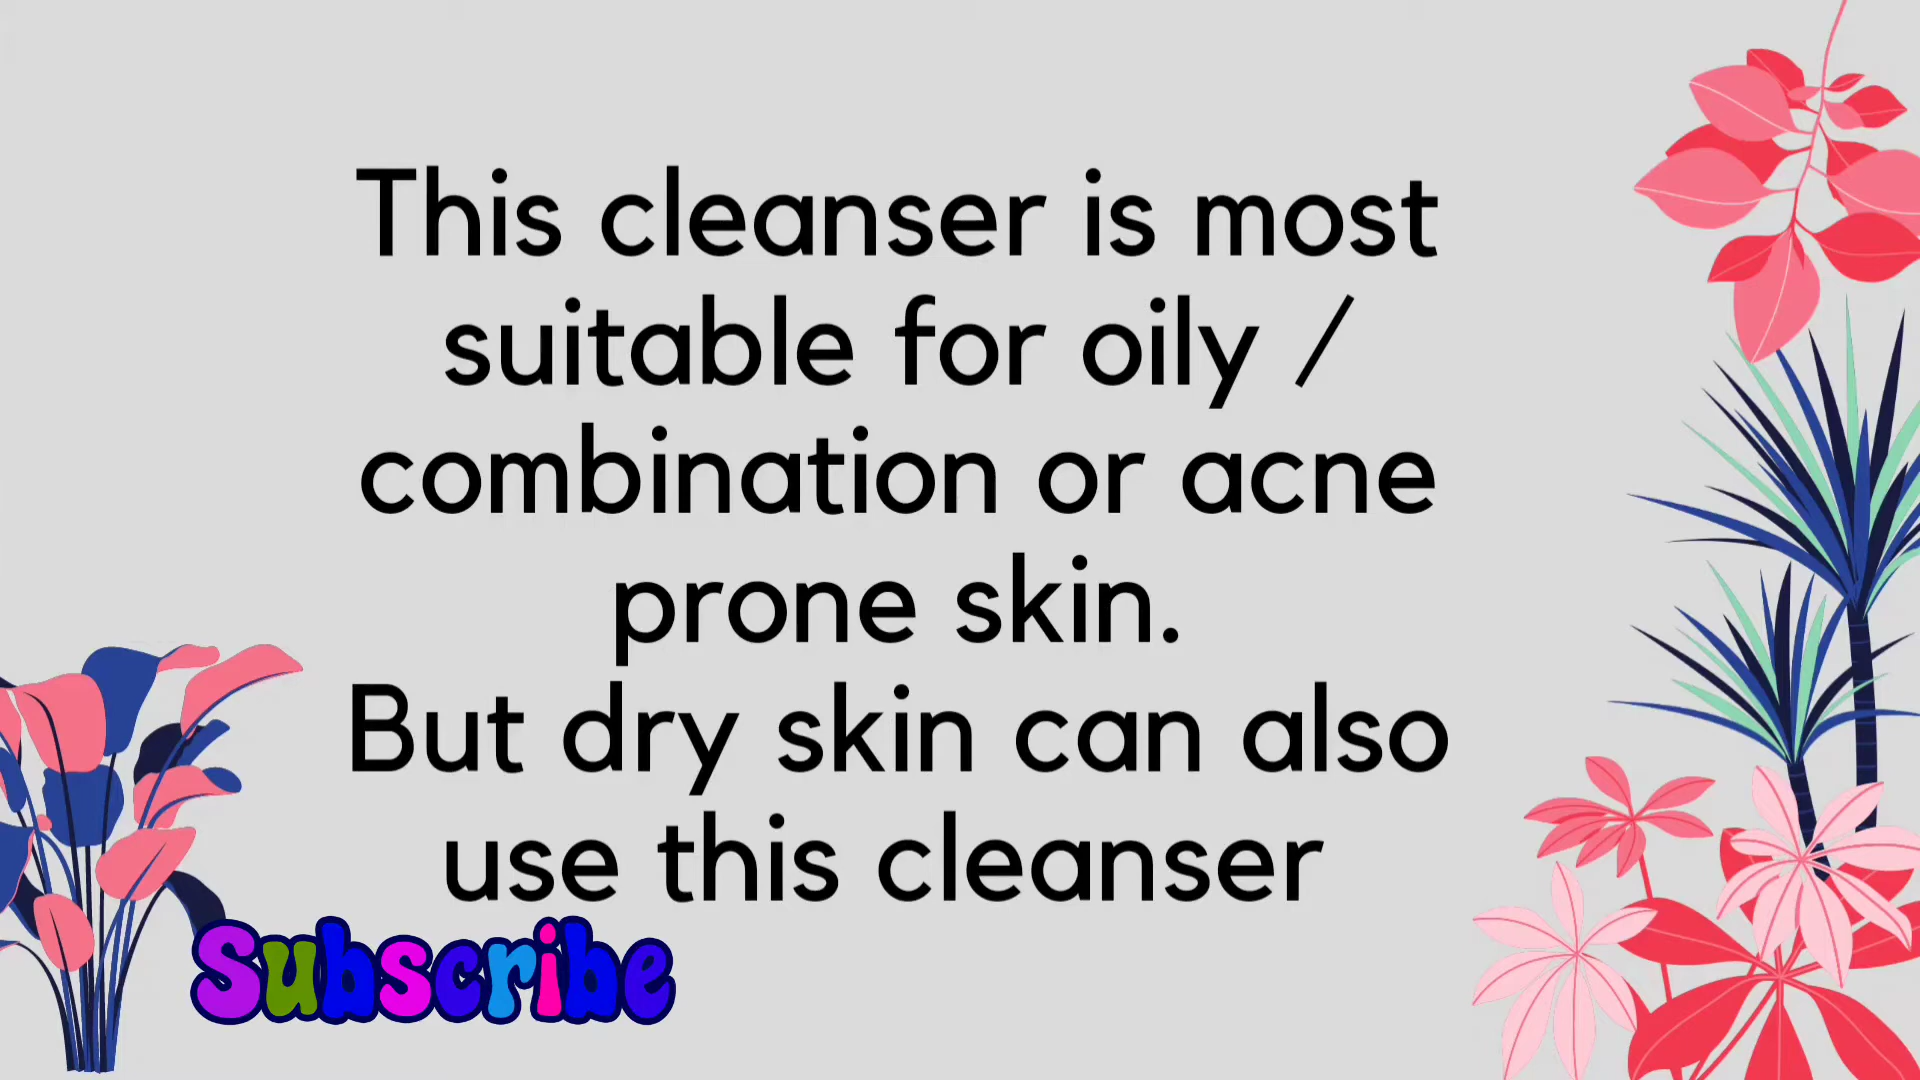 This cleanser is most
suitable for oily /
combination or acne
prone skin.
But dry skin can also
use this cleanser
Subscribe